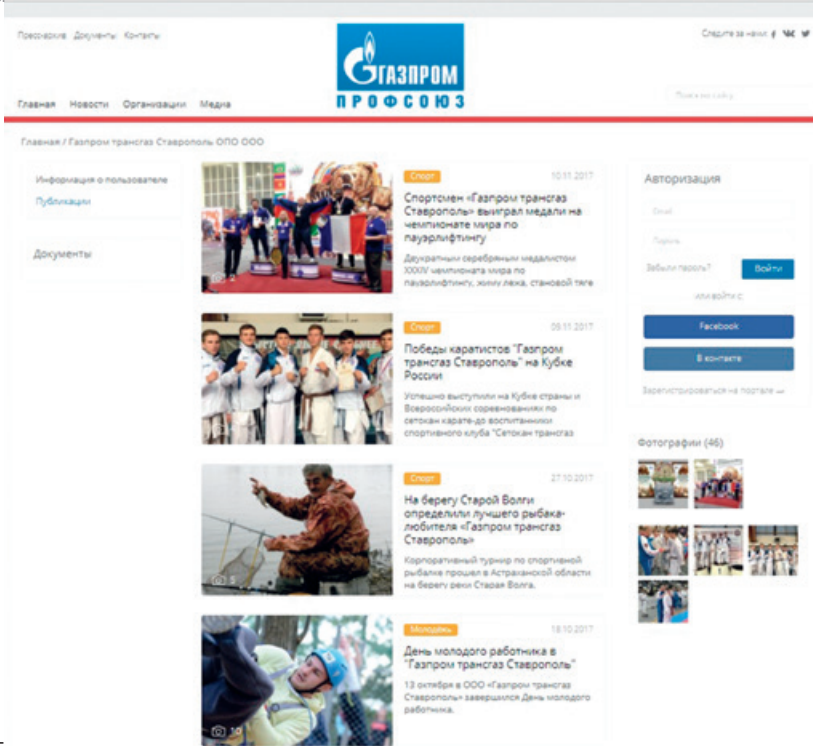 Пресс-архив Документы Контакты
Следите за нами:
ГАЗПРОМ
ПРОФСОЮЗ
Поиск по сайту
Главная Новости Организации Медиа
Главная / Газпром трансгаз Ставрополь ОПО ООО
Информация о пользователе
Публикации
Документы
Спорт 10.11.2017
Спортсмен «Газпром трансгаз
Ставрополь» выиграл медали на
чемпионате мира по
пауэрлифтингу
Двукратным серебряным медалистом
XXXIV чемпионата мира по
пауэрлифтингу, жиму лежа, становой тяге
2
Спорт 09.11.2017
Победы каратистов "Газпром
трансгаз Ставрополь" на Кубке
России
Успешно выступили на Кубке страны и
Всероссийских соревнованиях по
сетокан карате-до воспитанники
спортивного клуба "Сетокан трансгаз
Спорт 27.10.2017
На берегу Старой Волги
определили лучшего рыбака-
любителя «Газпром трансгаз
Ставрополь»
Корпоративный турнир по спортивной
рыбалке прошел в Астраханской области
на берегу реки Старая Волга.
5
Молодежь 18.10.2017
День молодого работника в
"Газпром трансгаз Ставрополь"
13 октября в ООО «Газпром трансгаз
Ставрополь» завершился День молодого
работника.
10
Авторизация
Email
Пароль
Забыли пароль? Войти
или войти с:
Facebook
В контакте
Зарегистрироваться на портале
Фотографии (46)